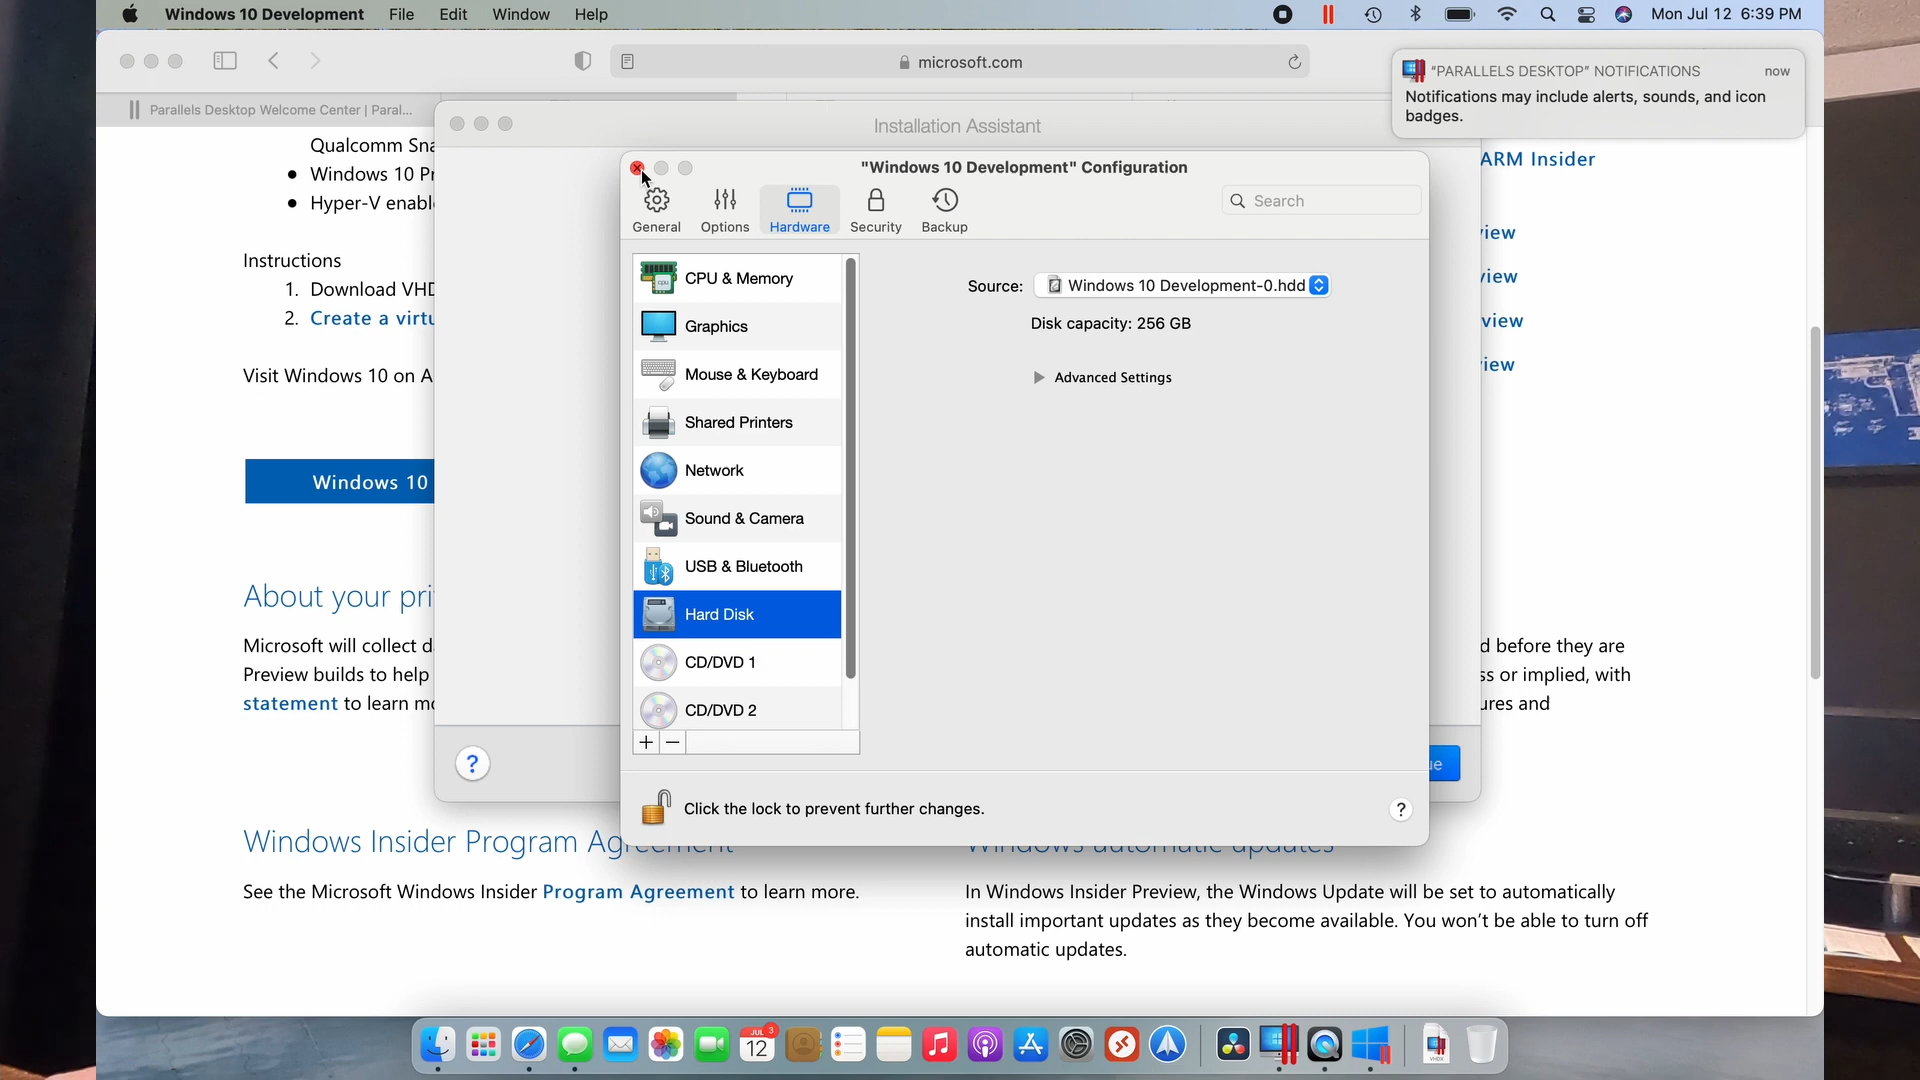 Windows 10 Development File Edit Window Help Mon Jul 12 6:39 PM
microsoft.com
"PARALLELS DESKTOP" NOTIFICATIONS now
Notifications may include alerts, sounds, and icon
badges.
Parallels Desktop Welcome Center | Paral...
Installation Assistant
Qualcomm Sna
Windows 10 Pr
Hyper-V enabl
ARM Insider
"Windows 10 Development" Configuration
General Options Hardware Security Backup
Search
iew
iew
view
iew
Instructions
1. Download VHD
2. Create a virtu
Visit Windows 10 on A
Windows 10
CPU & Memory
cpu
Graphics
Mouse & Keyboard
Shared Printers
Network
Sound & Camera
USB & Bluetooth
Hard Disk
CD/DVD 1
CD/DVD 2
+ −
Source: Windows 10 Development-0.hdd
Disk capacity: 256 GB
Advanced Settings
About your pri
Microsoft will collect d
Preview builds to help
statement to learn mo
d before they are
ss or implied, with
ures and
?
ue
Click the lock to prevent further changes.
?
Windows Insider Program Agreement
See the Microsoft Windows Insider Program Agreement to learn more.
Windows automatic updates
In Windows Insider Preview, the Windows Update will be set to automatically
install important updates as they become available. You won't be able to turn off
automatic updates.
JUL 3
12
VHDX